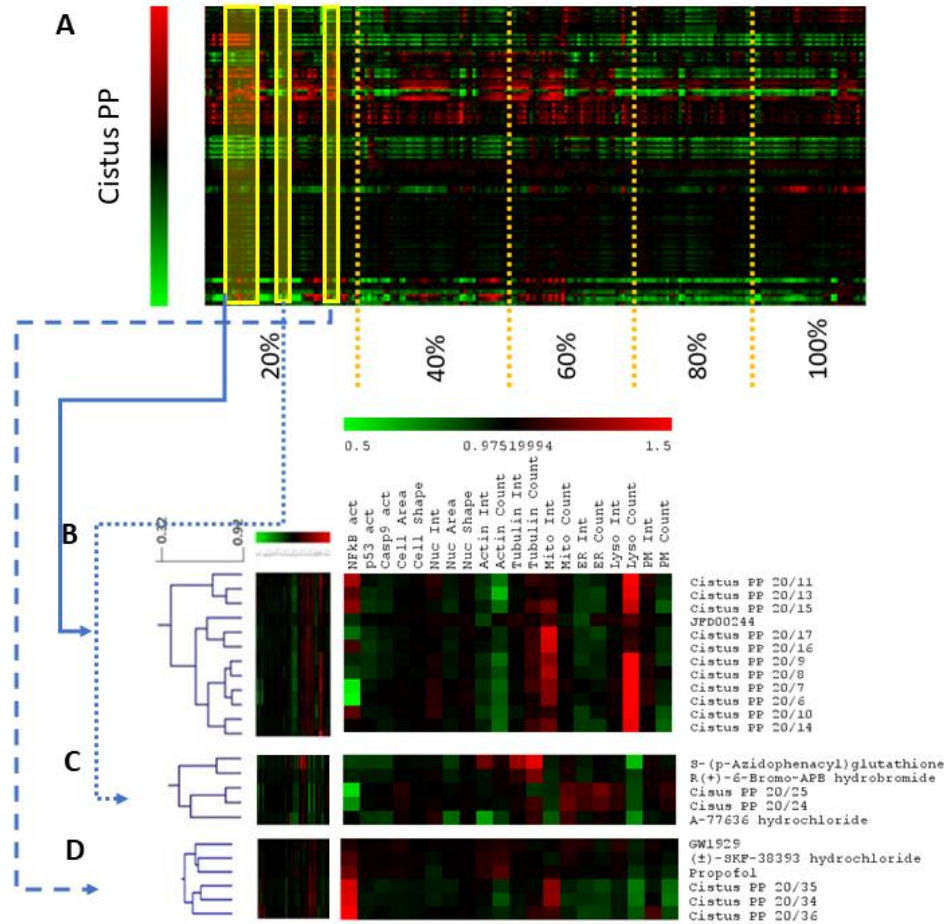 A
Cistus PP
20%
40%
60%
80%
100%
0.5 0.97519994 1.5
NFkB act
p53 act
Casp9 act
Cell Area
Cell Shape
Nuc Int
Nuc Area
Nuc Shape
Actin Int
Actin Count
Tubulin Int
Tubulin Count
Mito Int
Mito Count
ER Int
ER Count
Lyso Int
Lyso Count
PM Int
PM Count
B
0.32
0.92
Cistus PP 20/11
Cistus PP 20/13
Cistus PP 20/15
JFD00244
Cistus PP 20/17
Cistus PP 20/16
Cistus PP 20/9
Cistus PP 20/8
Cistus PP 20/7
Cistus PP 20/6
Cistus PP 20/10
Cistus PP 20/14
C
S-(p-Azidophenacyl)glutathione
R(+)-6-Bromo-APB hydrobromide
Cisus PP 20/25
Cisus PP 20/24
A-77636 hydrochloride
D
GW1929
(±)-SKF-38393 hydrochloride
Propofol
Cistus PP 20/35
Cistus PP 20/34
Cistus PP 20/36